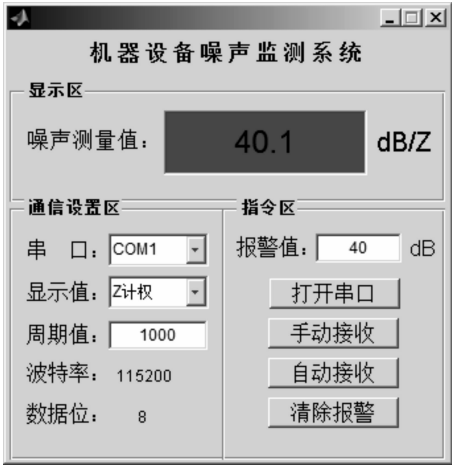 机器设备噪声监测系统
显示区
噪声测量值： 40.1 dB/Z
通信设置区
串 口： COM1
显示值： Z计权
周期值： 1000
波特率： 115200
数据位： 8
指令区
报警值： 40 dB
打开串口
手动接收
自动接收
清除报警